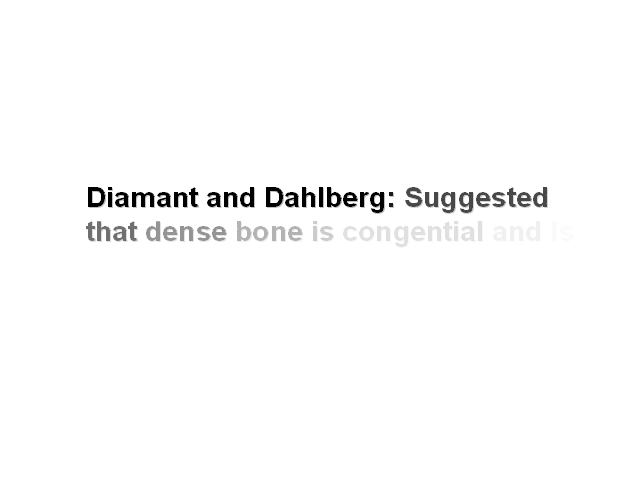 Diamant and Dahlberg: Suggested
that dense bone is congential and is